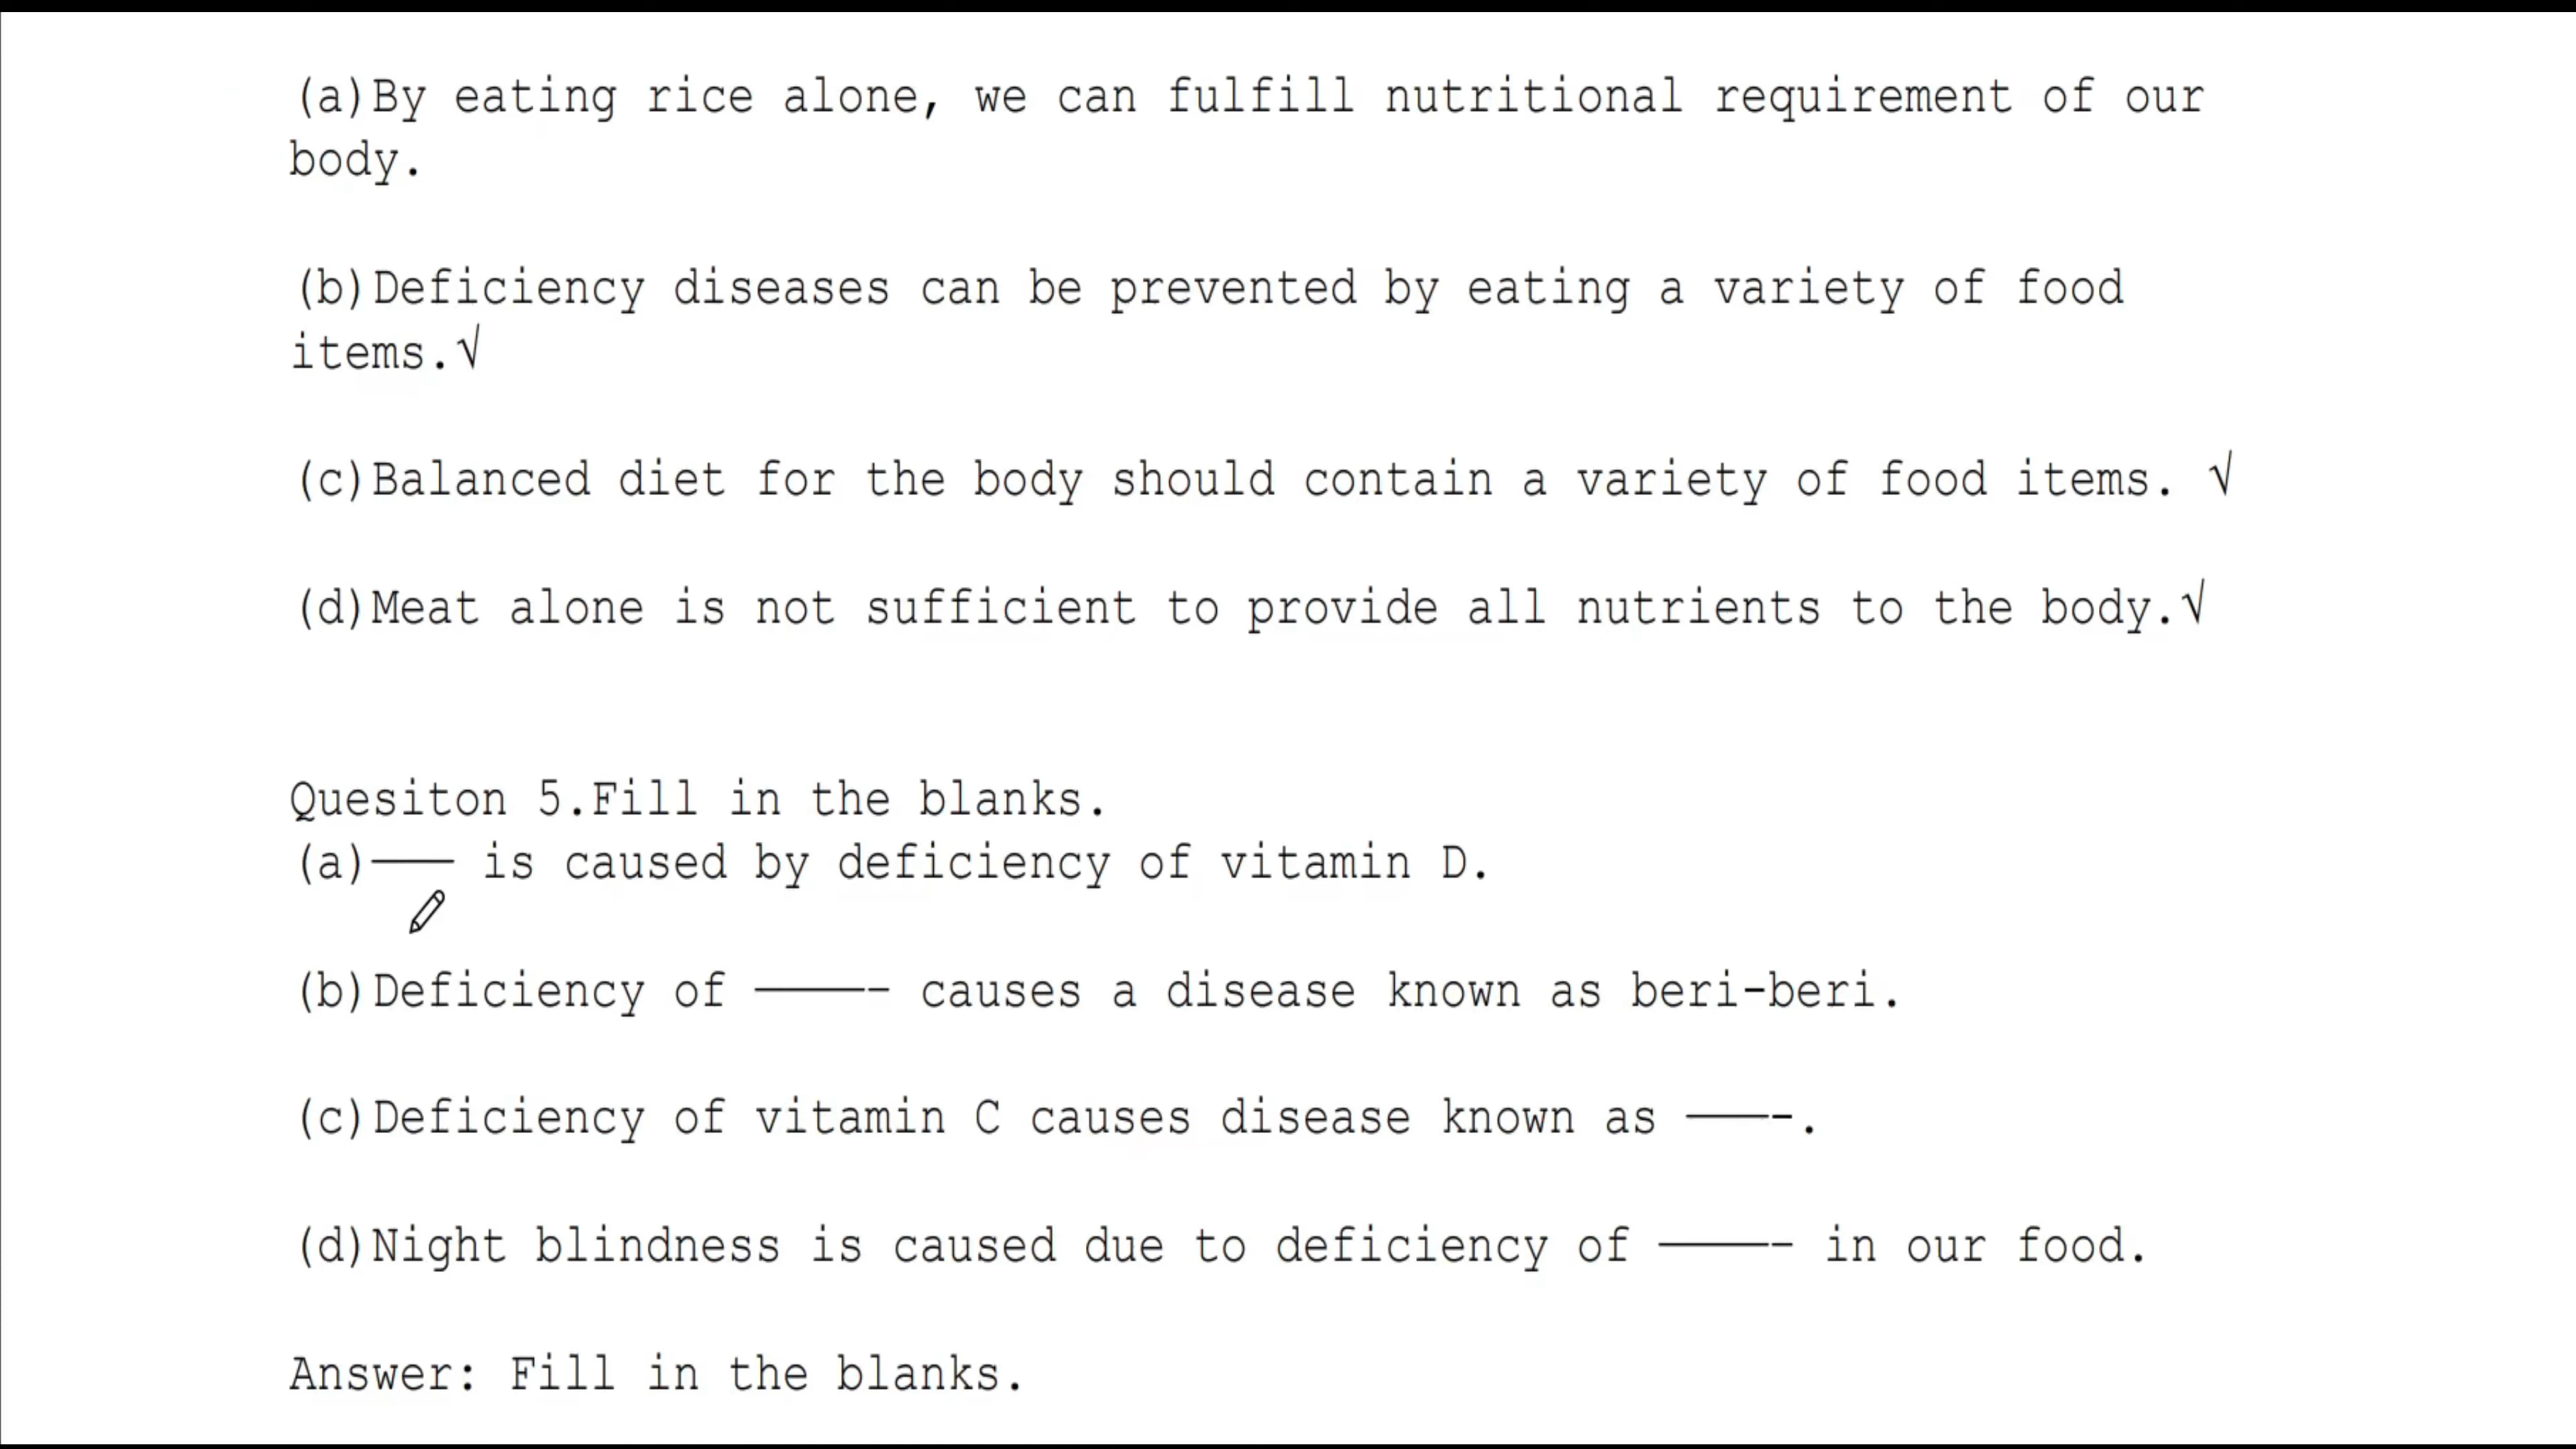 (a)By eating rice alone, we can fulfill nutritional requirement of our
body.
(b)Deficiency diseases can be prevented by eating a variety of food
items.√
(c)Balanced diet for the body should contain a variety of food items. √
(d)Meat alone is not sufficient to provide all nutrients to the body.√
Quesiton 5.Fill in the blanks.
(a)—— is caused by deficiency of vitamin D.
(b)Deficiency of ———- causes a disease known as beri-beri.
(c)Deficiency of vitamin C causes disease known as ——-.
(d)Night blindness is caused due to deficiency of ———- in our food.
Answer: Fill in the blanks.